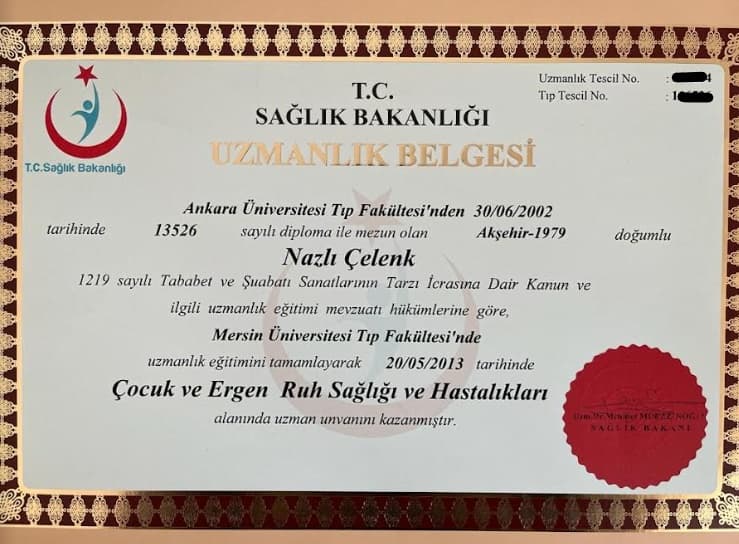 T.C.
SAĞLIK BAKANLIĞI
UZMANLIK BELGESİ
Uzmanlık Tescil No. :
Tıp Tescil No. :
T.C.Sağlık Bakanlığı
Ankara Üniversitesi Tıp Fakültesi'nden 30/06/2002
tarihinde 13526 sayılı diploma ile mezun olan Akşehir-1979 doğumlu
Nazlı Çelenk
1219 sayılı Tababet ve Şuabatı Sanatlarının Tarzı İcrasına Dair Kanun ve
ilgili uzmanlık eğitimi mevzuatı hükümlerine göre,
Mersin Üniversitesi Tıp Fakültesi'nde
uzmanlık eğitimini tamamlayarak 20/05/2013 tarihinde
Çocuk ve Ergen Ruh Sağlığı ve Hastalıkları
alanında uzman unvanını kazanmıştır.
Uzm.Dr.Mehmet
SAĞLIK BAKANI